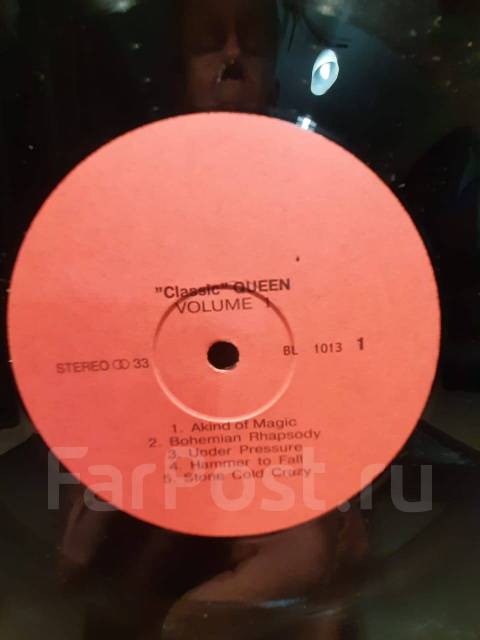 "Classic" QUEEN
VOLUME 1
STEREO 33
BL 1013 1
1. Akind of Magic
2. Bohemian Rhapsody
3. Under Pressure
4. Hammer to Fall
5. Stone Cold Crazy
FarPost.ru